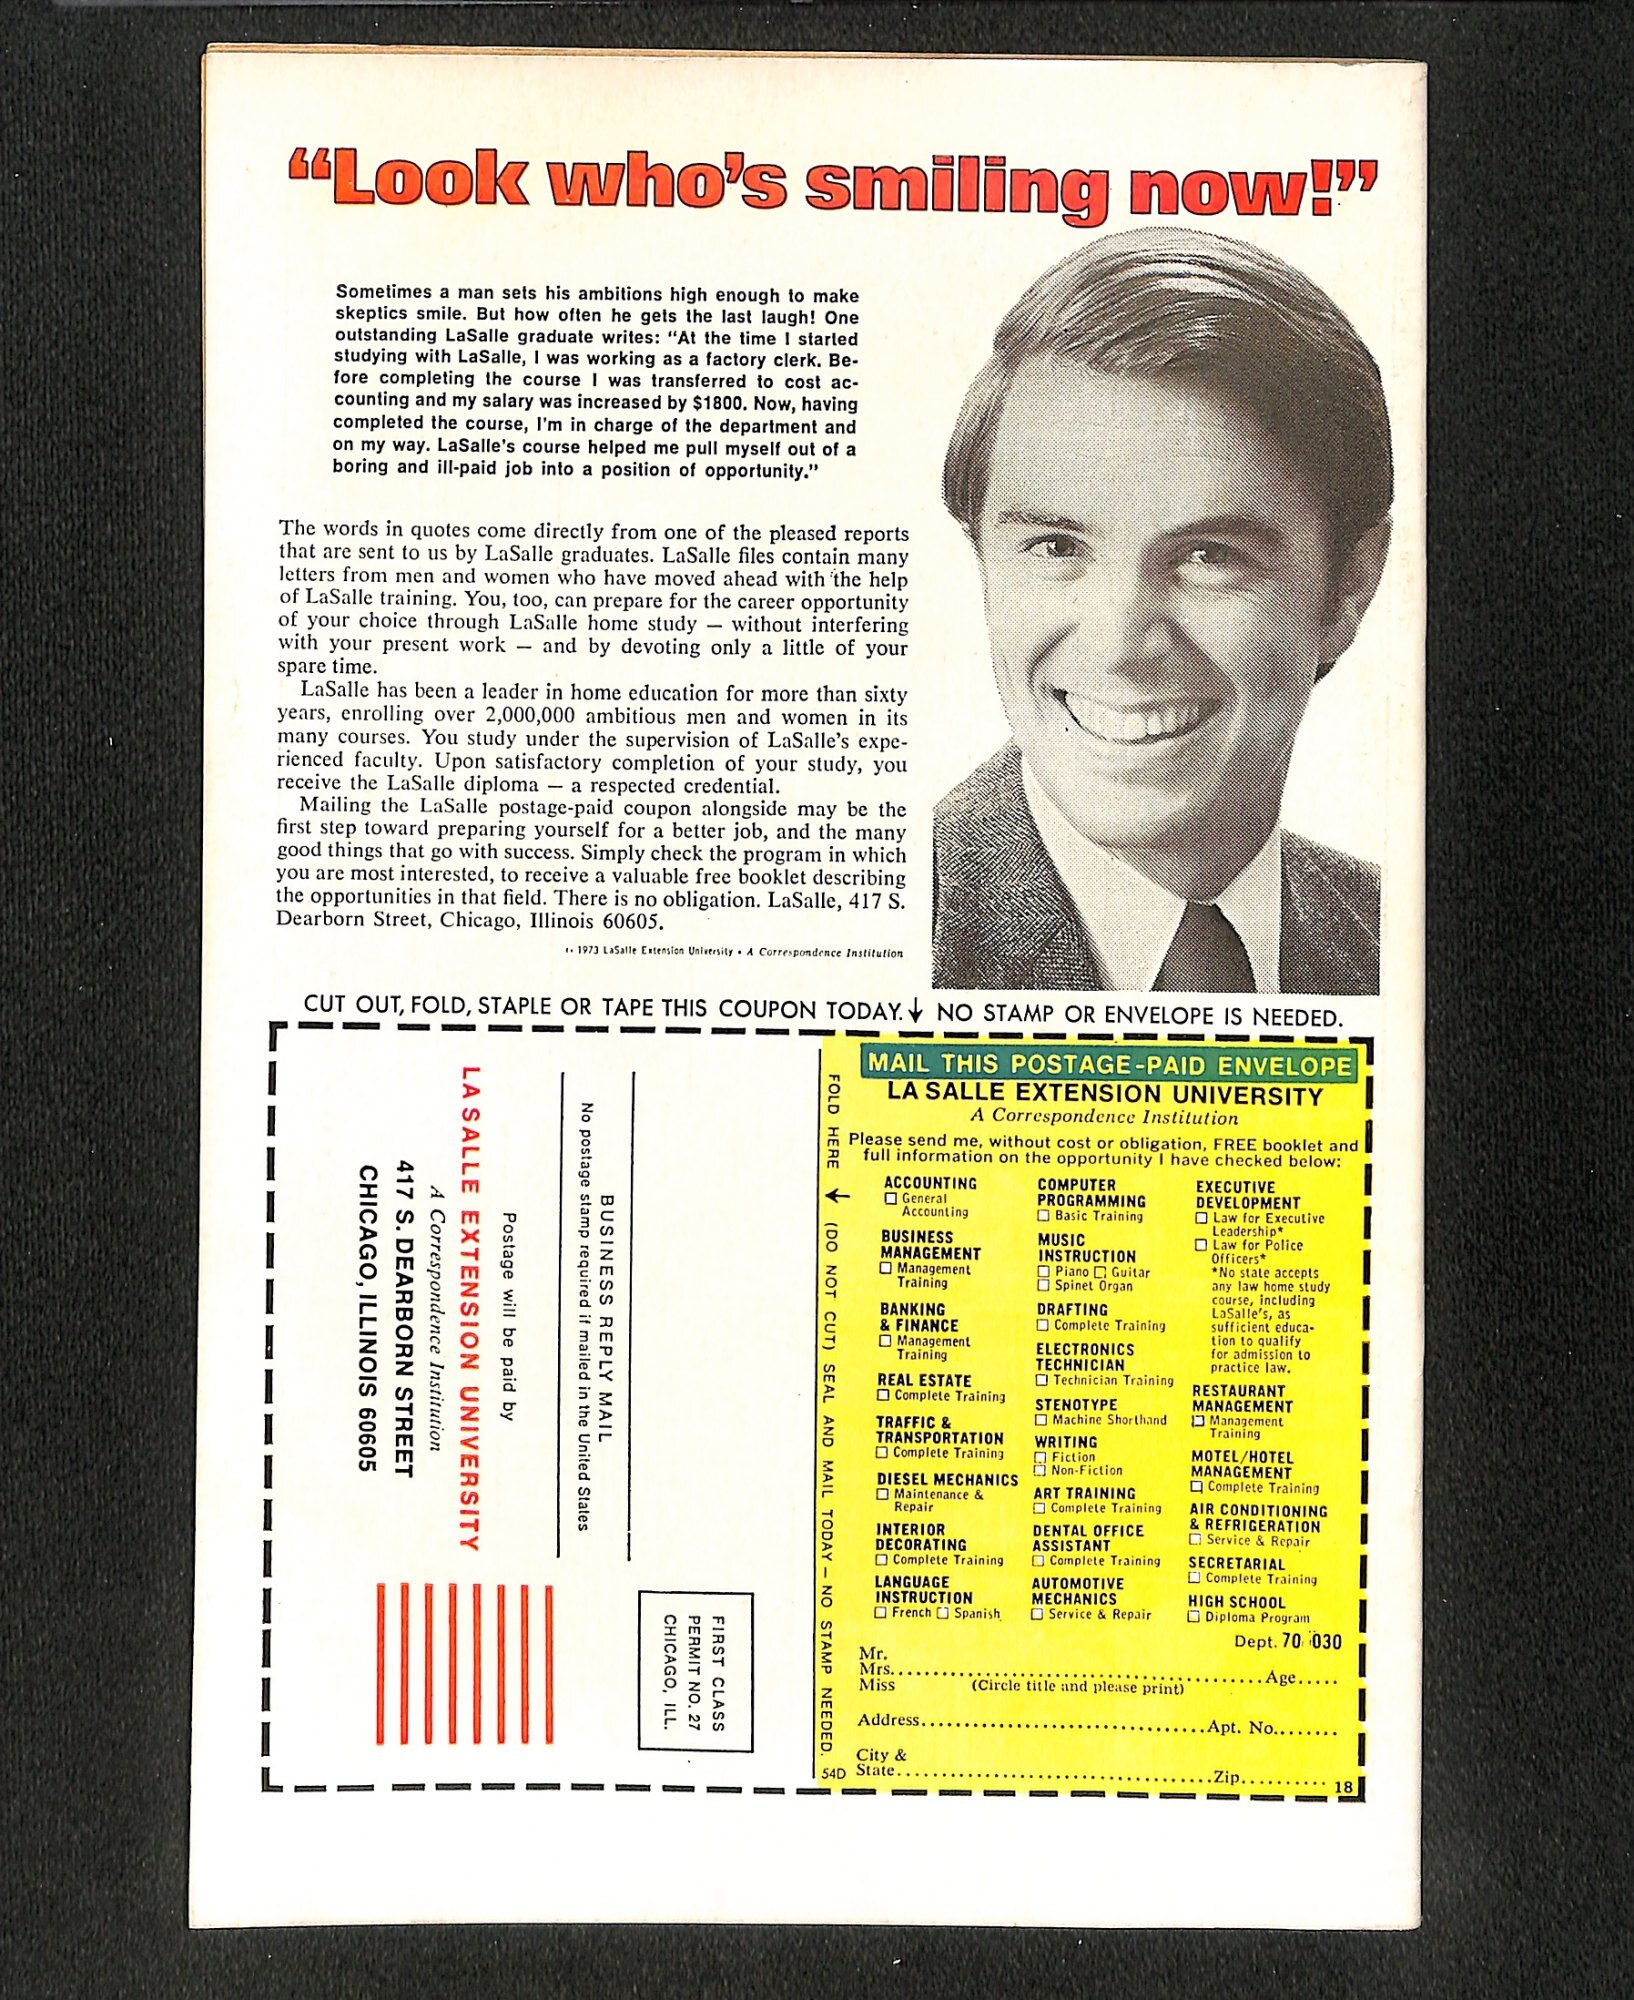 “Look who's smiling now!”
Sometimes a man sets his ambitions high enough to make
skeptics smile. But how often he gets the last laugh! One
outstanding LaSalle graduate writes: “At the time I started
studying with LaSalle, I was working as a factory clerk. Be-
fore completing the course I was transferred to cost ac-
counting and my salary was increased by $1800. Now, having
completed the course, I'm in charge of the department and
on my way. LaSalle's course helped me pull myself out of a
boring and ill-paid job into a position of opportunity.”
The words in quotes come directly from one of the pleased reports
that are sent to us by LaSalle graduates. LaSalle files contain many
letters from men and women who have moved ahead with the help
of LaSalle training. You, too, can prepare for the career opportunity
of your choice through LaSalle home study — without interfering
with your present work — and by devoting only a little of your
spare time.
LaSalle has been a leader in home education for more than sixty
years, enrolling over 2,000,000 ambitious men and women in its
many courses. You study under the supervision of LaSalle's expe-
rienced faculty. Upon satisfactory completion of your study, you
receive the LaSalle diploma — a respected credential.
Mailing the LaSalle postage-paid coupon alongside may be the
first step toward preparing yourself for a better job, and the many
good things that go with success. Simply check the program in which
you are most interested, to receive a valuable free booklet describing
the opportunities in that field. There is no obligation. LaSalle, 417 S.
Dearborn Street, Chicago, Illinois 60605.
1973 LaSalle Extension University • A Correspondence Institution
CUT OUT, FOLD, STAPLE OR TAPE THIS COUPON TODAY.↓ NO STAMP OR ENVELOPE IS NEEDED.
FIRST CLASS
PERMIT NO. 27
CHICAGO, ILL.
BUSINESS REPLY MAIL
No postage stamp required if mailed in the United States
Postage will be paid by
LA SALLE EXTENSION UNIVERSITY
A Correspondence Institution
417 S. DEARBORN STREET
CHICAGO, ILLINOIS 60605
FOLD HERE ↓ (DO NOT CUT) SEAL AND MAIL TODAY — NO STAMP NEEDED.
54D
MAIL THIS POSTAGE-PAID ENVELOPE
LA SALLE EXTENSION UNIVERSITY
A Correspondence Institution
Please send me, without cost or obligation, FREE booklet and
full information on the opportunity I have checked below:
ACCOUNTING
☐ General
Accounting
BUSINESS
MANAGEMENT
☐ Management
Training
BANKING
& FINANCE
☐ Management
Training
REAL ESTATE
☐ Complete Training
TRAFFIC &
TRANSPORTATION
☐ Complete Training
DIESEL MECHANICS
☐ Maintenance &
Repair
INTERIOR
DECORATING
☐ Complete Training
LANGUAGE
INSTRUCTION
☐ French ☐ Spanish
COMPUTER
PROGRAMMING
☐ Basic Training
MUSIC
INSTRUCTION
☐ Piano ☐ Guitar
☐ Spinet Organ
DRAFTING
☐ Complete Training
ELECTRONICS
TECHNICIAN
☐ Technician Training
STENOTYPE
☐ Machine Shorthand
WRITING
☐ Fiction
☐ Non-Fiction
ART TRAINING
☐ Complete Training
DENTAL OFFICE
ASSISTANT
☐ Complete Training
AUTOMOTIVE
MECHANICS
☐ Service & Repair
EXECUTIVE
DEVELOPMENT
☐ Law for Executive
Leadership*
☐ Law for Police
Officers*
*No state accepts
any law home study
course, including
LaSalle's, as
sufficient educa-
tion to qualify
for admission to
practice law.
RESTAURANT
MANAGEMENT
☐ Management
Training
MOTEL/HOTEL
MANAGEMENT
☐ Complete Training
AIR CONDITIONING
& REFRIGERATION
☐ Service & Repair
SECRETARIAL
☐ Complete Training
HIGH SCHOOL
☐ Diploma Program
Dept. 70 030
Mr.
Mrs. Age
Miss (Circle title and please print)
Address Apt. No.
City &
State Zip
18